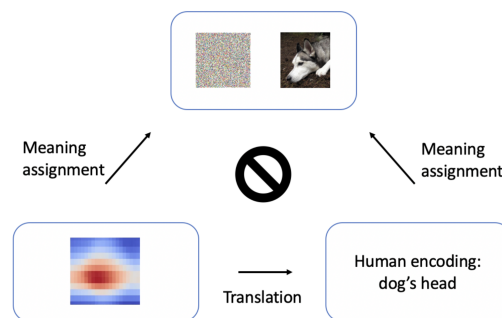 Meaning
assignment
Meaning
assignment
Translation
Human encoding:
dog's head